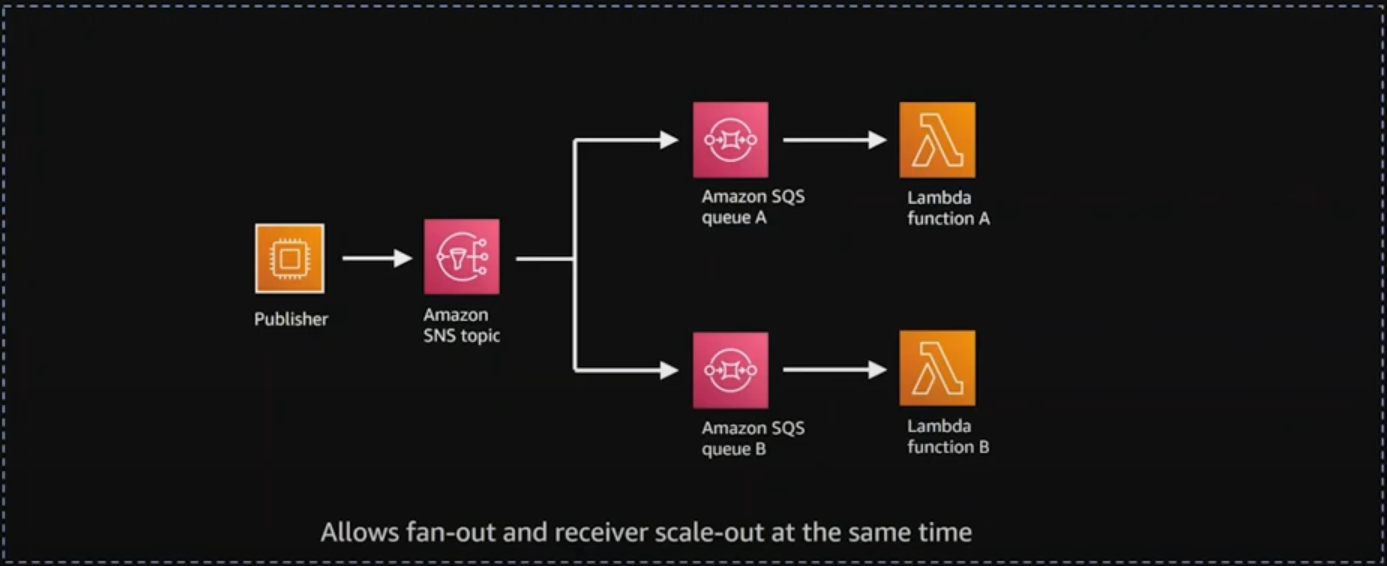 Amazon SQS
queue A
Lambda
function A
Publisher
Amazon
SNS topic
Amazon SQS
queue B
Lambda
function B
Allows fan-out and receiver scale-out at the same time